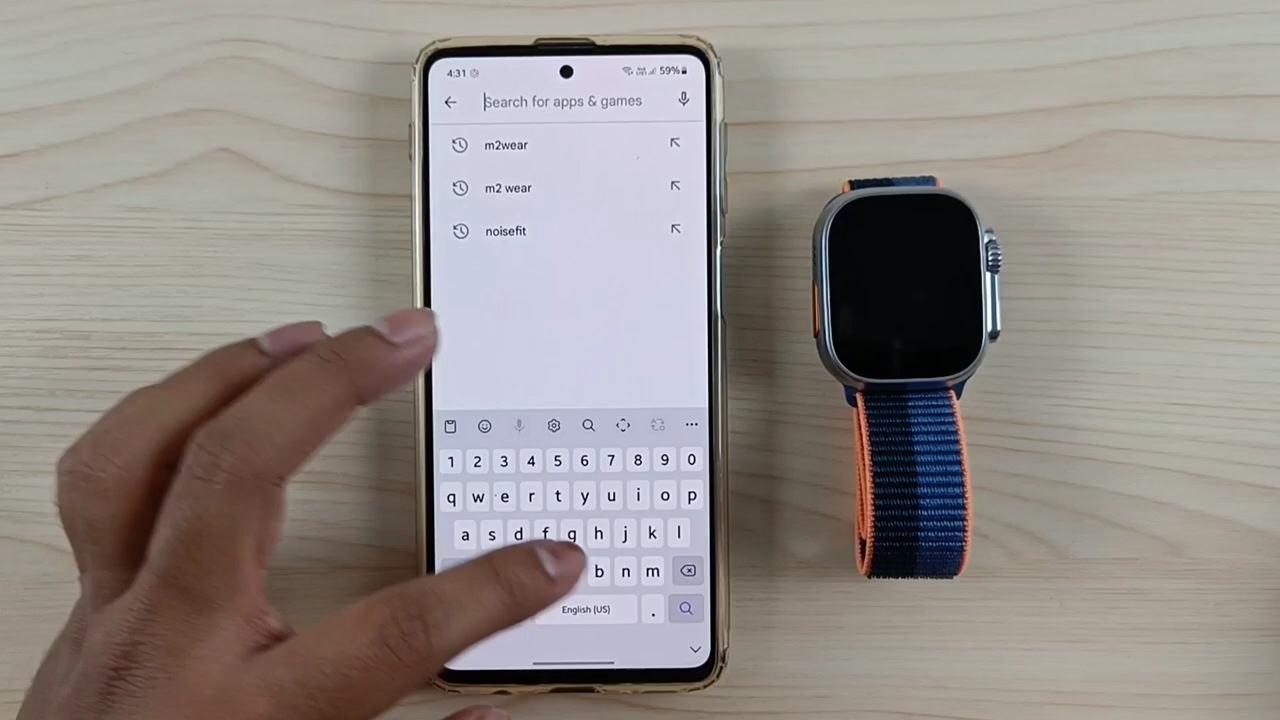 4:31 59%
Search for apps & games
m2wear
m2 wear
noisefit
1 2 3 4 5 6 7 8 9 0
q w e r t y u i o p
a s d f g h j k l
b n m
English (US) .